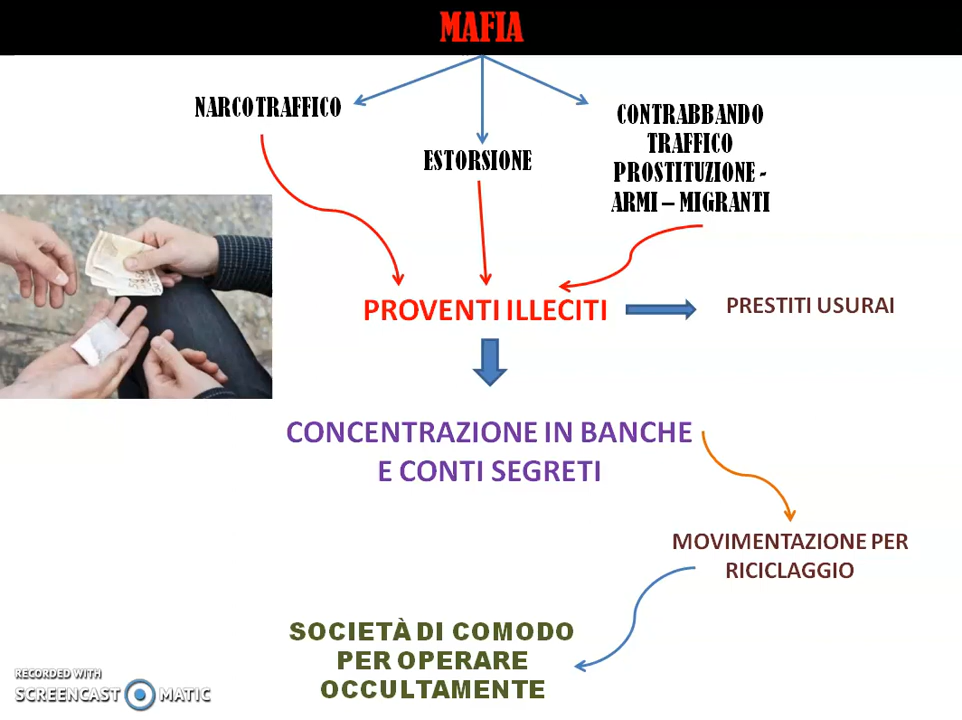 MAFIA
NARCOTRAFFICO
ESTORSIONE
CONTRABBANDO
TRAFFICO
PROSTITUZIONE -
ARMI – MIGRANTI
PROVENTI ILLECITI
PRESTITI USURAI
CONCENTRAZIONE IN BANCHE
E CONTI SEGRETI
MOVIMENTAZIONE PER
RICICLAGGIO
SOCIETÀ DI COMODO
PER OPERARE
OCCULTAMENTE
RECORDED WITH
SCREENCAST MATIC